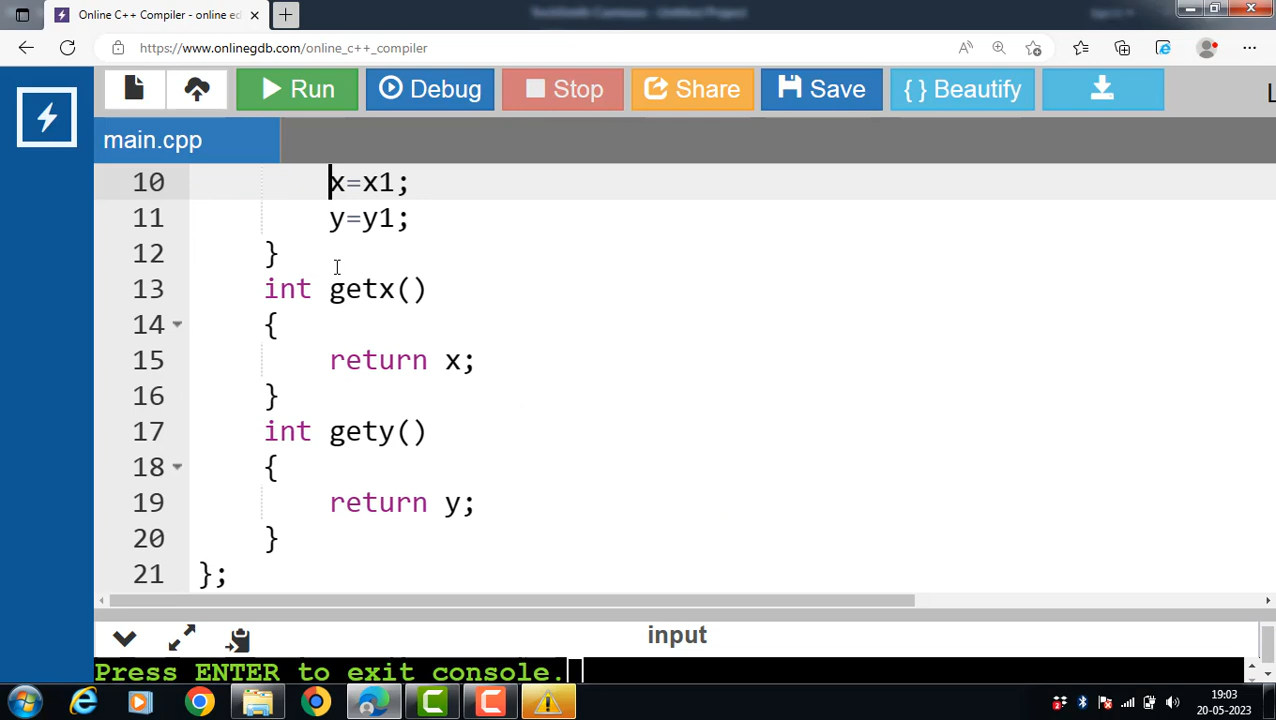 Online C++ Compiler - online ed
https://www.onlinegdb.com/online_c++_compiler
Run Debug Stop Share Save { } Beautify
main.cpp
10 x=x1;
11 y=y1;
12 }
13 int getx()
14 {
15 return x;
16 }
17 int gety()
18 {
19 return y;
20 }
21 };
input
Press ENTER to exit console.
19:03
20-05-2023